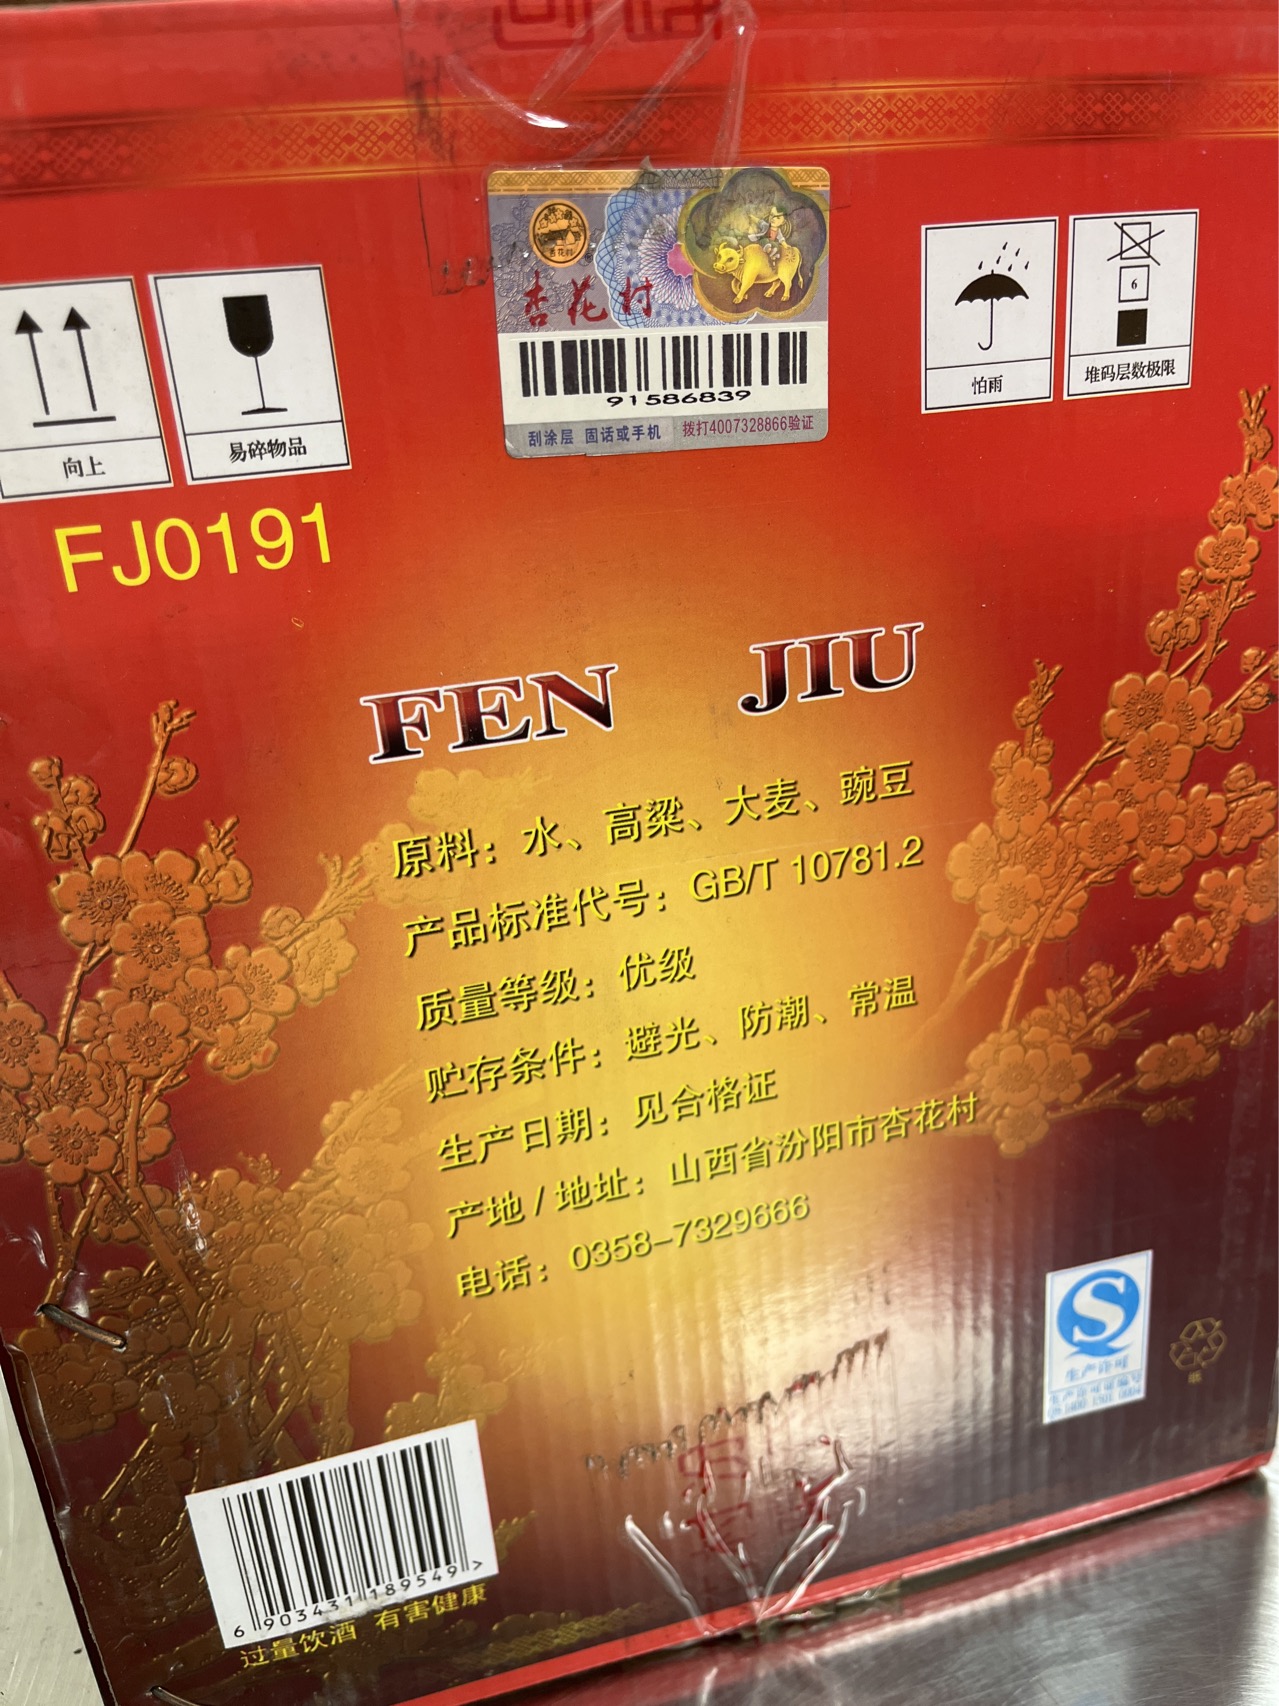 杏花村
91586839
刮涂层 固话或手机 拨打4007328866验证
向上
易碎物品
怕雨
6
堆码层数极限
FJ0191
FEN JIU
原料：水、高粱、大麦、豌豆
产品标准代号：GB/T 10781.2
质量等级：优级
贮存条件：避光、防潮、常温
生产日期：见合格证
产地/地址：山西省汾阳市杏花村
电话：0358-7329666
生产许可
纸
6 903431 189549 >
过量饮酒 有害健康